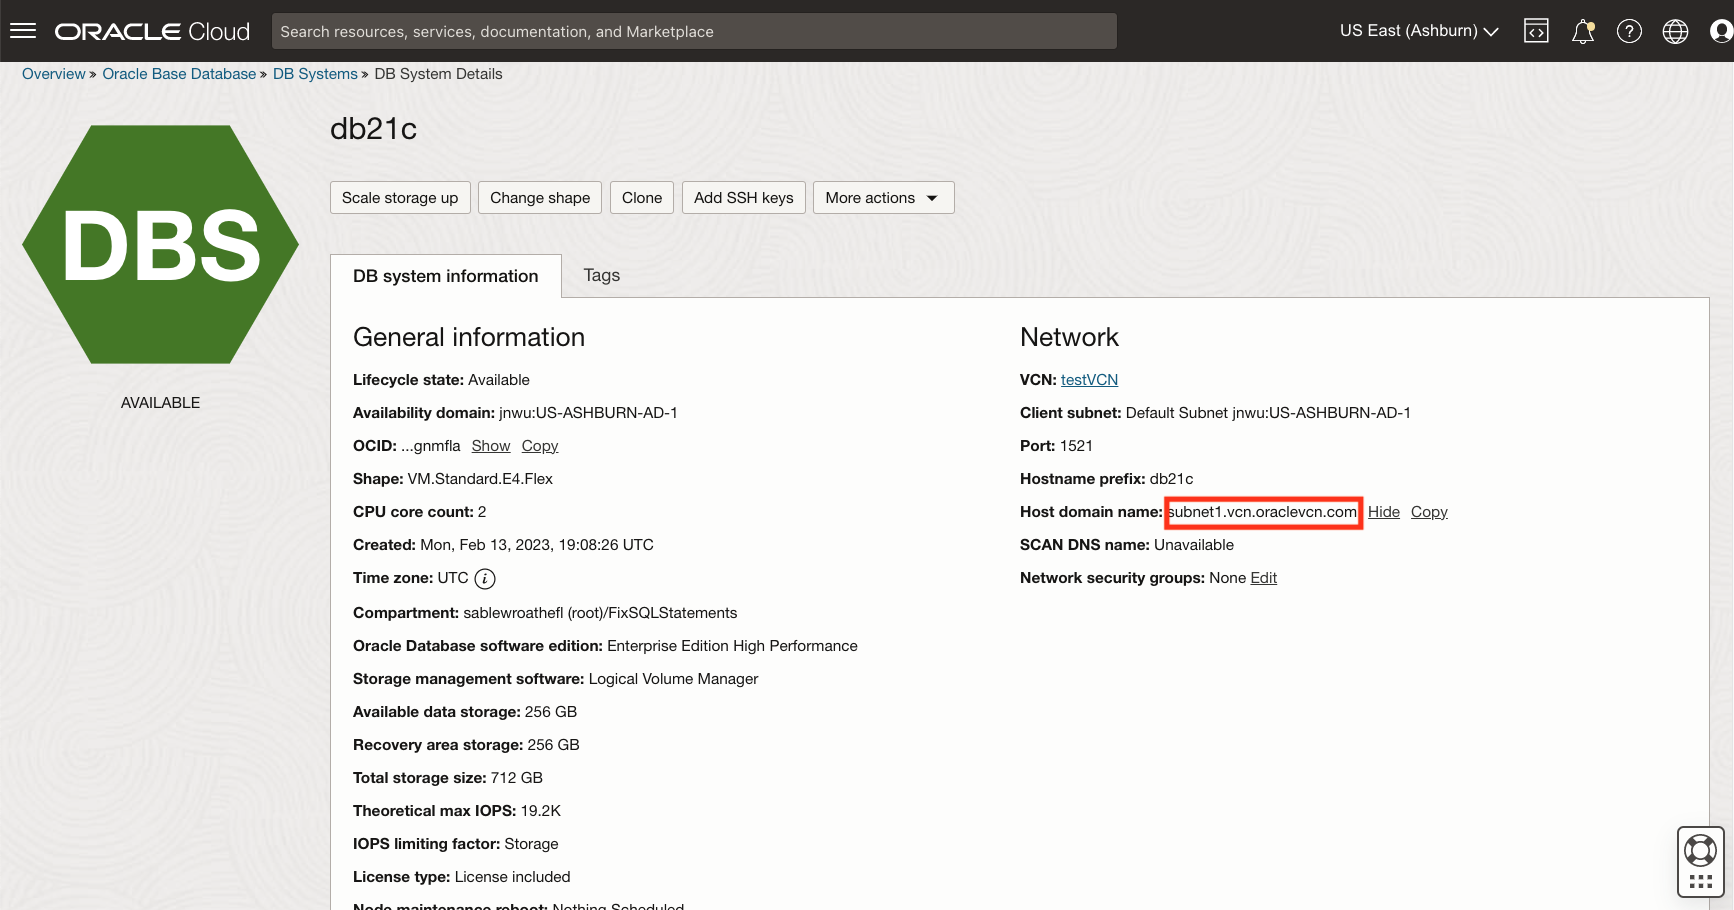 ORACLE Cloud
Search resources, services, documentation, and Marketplace
US East (Ashburn)
Overview » Oracle Base Database » DB Systems » DB System Details
DBS
AVAILABLE
db21c
Scale storage up
Change shape
Clone
Add SSH keys
More actions
DB system information
Tags
General information
Lifecycle state: Available
Availability domain: jnwu:US-ASHBURN-AD-1
OCID: ...gnmfla Show Copy
Shape: VM.Standard.E4.Flex
CPU core count: 2
Created: Mon, Feb 13, 2023, 19:08:26 UTC
Time zone: UTC
Compartment: sablewroathefl (root)/FixSQLStatements
Oracle Database software edition: Enterprise Edition High Performance
Storage management software: Logical Volume Manager
Available data storage: 256 GB
Recovery area storage: 256 GB
Total storage size: 712 GB
Theoretical max IOPS: 19.2K
IOPS limiting factor: Storage
License type: License included
Node maintenance reboot: Nothing Scheduled
Network
VCN: testVCN
Client subnet: Default Subnet jnwu:US-ASHBURN-AD-1
Port: 1521
Hostname prefix: db21c
Host domain name: subnet1.vcn.oraclevcn.com Hide Copy
SCAN DNS name: Unavailable
Network security groups: None Edit